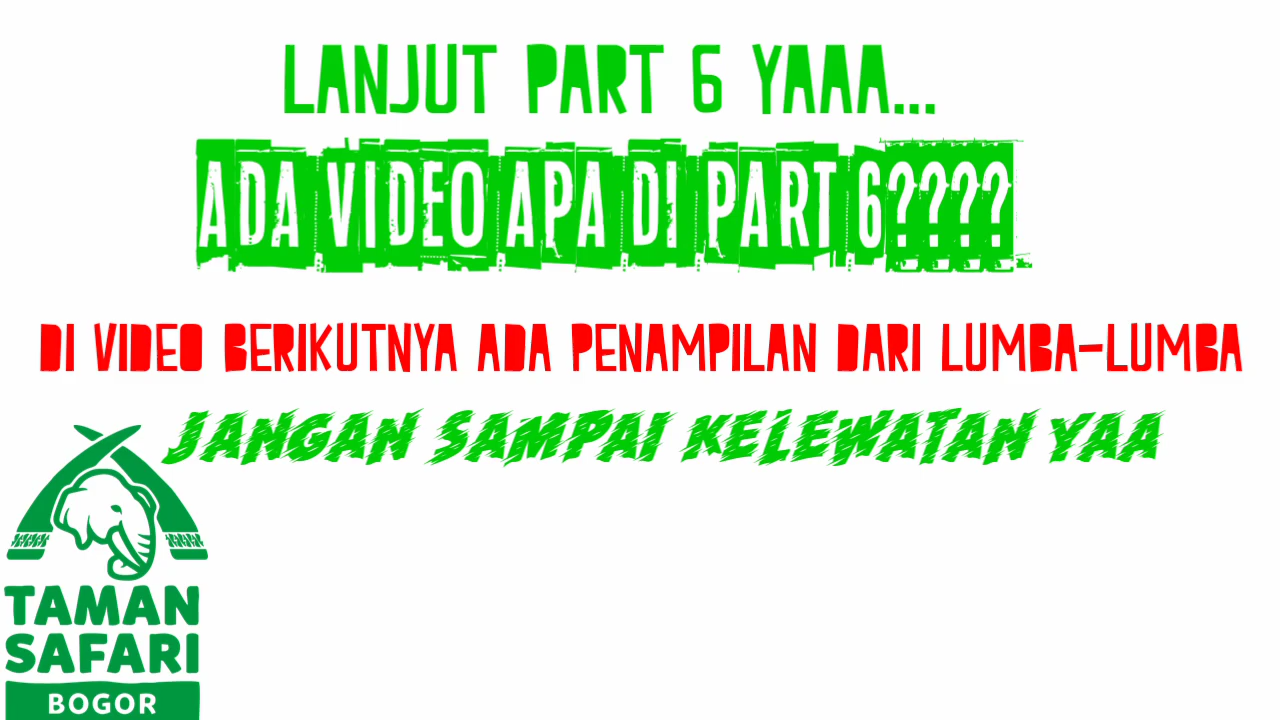 LANJUT PART 6 YAAA...
ADA VIDEO APA DI PART 6????
DI VIDEO BERIKUTNYA ADA PENAMPILAN DARI LUMBA-LUMBA
JANGAN SAMPAI KELEWATAN YAA
TAMAN
SAFARI
BOGOR